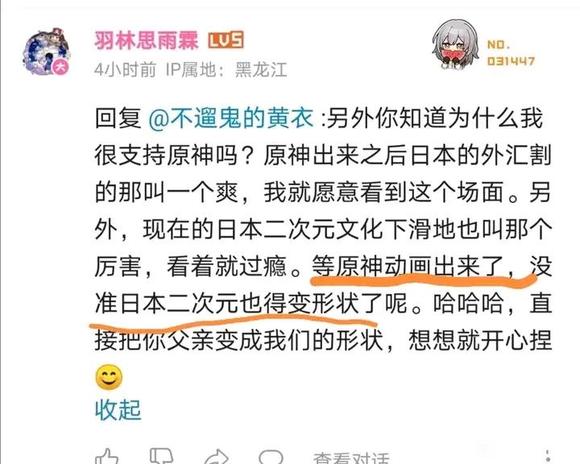 羽林思雨霖 LV5
4小时前 IP属地：黑龙江
NO.
031447
大
回复 @不遛鬼的黄衣 :另外你知道为什么我
很支持原神吗？原神出来之后日本的外汇割
的那叫一个爽，我就愿意看到这个场面。另
外，现在的日本二次元文化下滑地也叫那个
厉害，看着就过瘾。等原神动画出来了，没
准日本二次元也得变形状了呢。哈哈哈，直
接把你父亲变成我们的形状，想想就开心捏
收起
查看对话